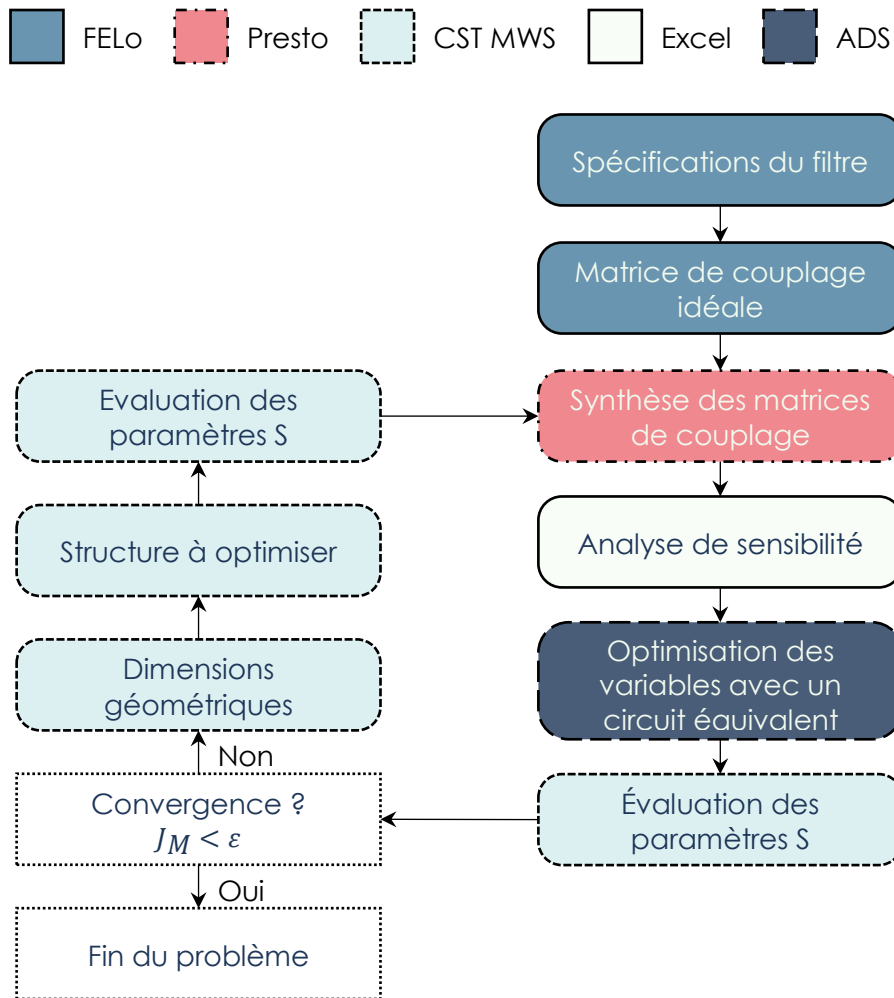 FELo
Presto
CST MWS
Excel
ADS
Spécifications du filtre
Matrice de couplage
idéale
Synthèse des matrices
de couplage
Analyse de sensibilité
Optimisation des
variables avec un
circuit éauivalent
Évaluation des
paramètres S
Evaluation des
paramètres S
Structure à optimiser
Dimensions
géométriques
Non
Convergence ?
J_M < ε
Oui
Fin du problème